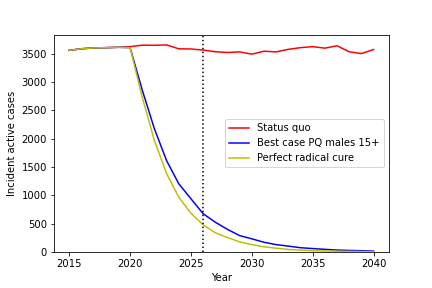 3500
3000
2500
2000
1500
1000
500
0
Incident active cases
Status quo
Best case PQ males 15+
Perfect radical cure
2015 2020 2025 2030 2035 2040
Year